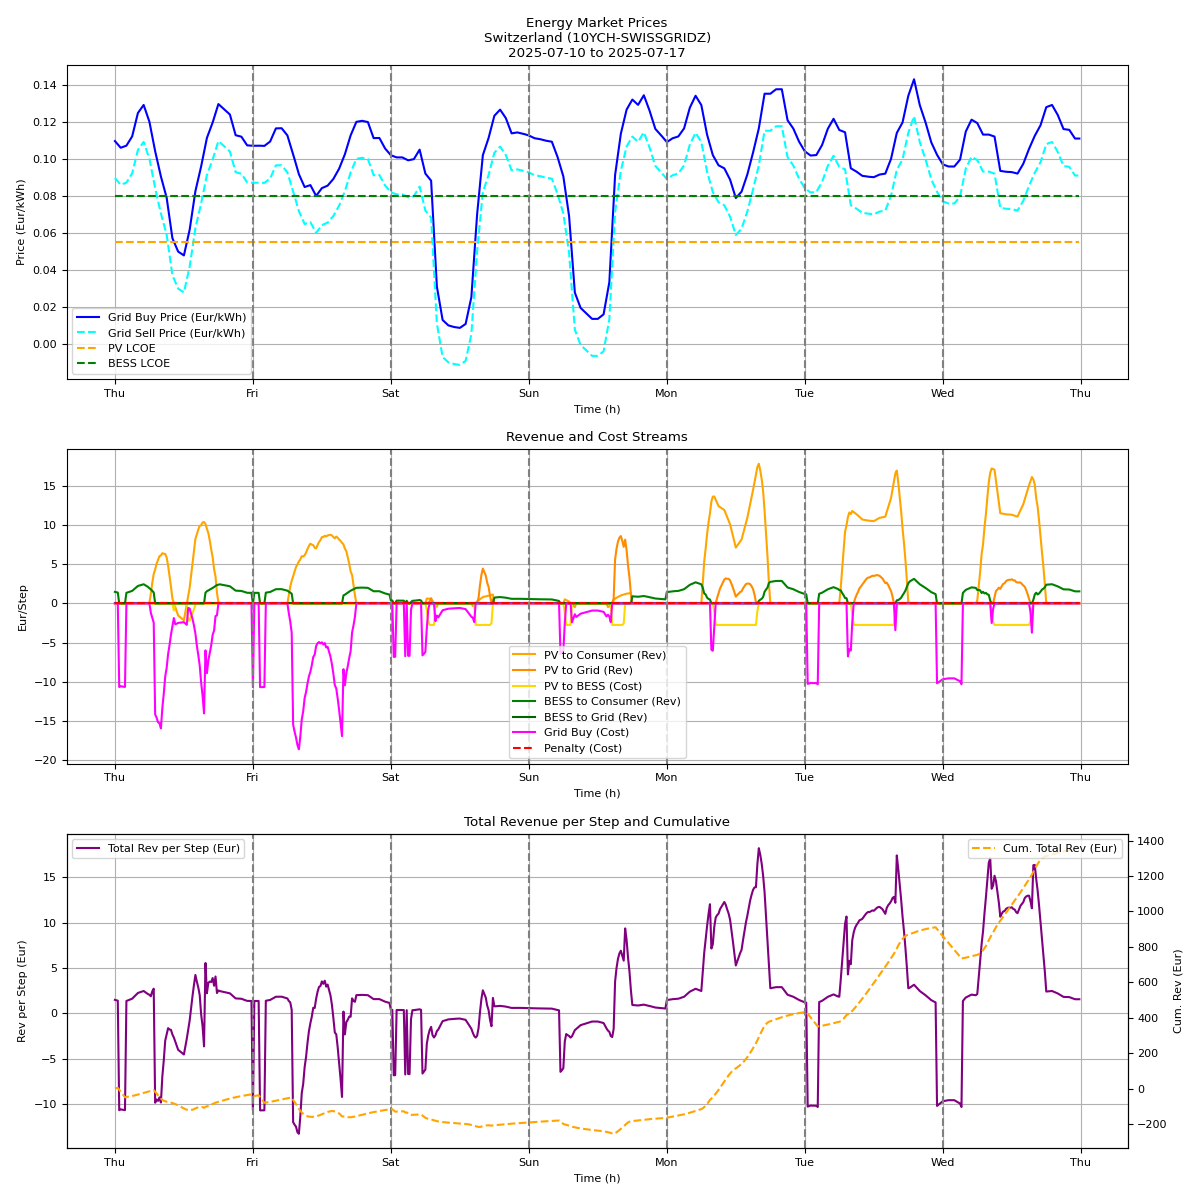 Energy Market Prices
Switzerland (10YCH-SWISSGRIDZ)
2025-07-10 to 2025-07-17
Price (Eur/kWh)
0.14
0.12
0.10
0.08
0.06
0.04
0.02
0.00
Grid Buy Price (Eur/kWh)
Grid Sell Price (Eur/kWh)
PV LCOE
BESS LCOE
Thu Fri Sat Sun Mon Tue Wed Thu
Time (h)
Revenue and Cost Streams
Eur/Step
15
10
5
0
−5
−10
−15
−20
PV to Consumer (Rev)
PV to Grid (Rev)
PV to BESS (Cost)
BESS to Consumer (Rev)
BESS to Grid (Rev)
Grid Buy (Cost)
Penalty (Cost)
Thu Fri Sat Sun Mon Tue Wed Thu
Time (h)
Total Revenue per Step and Cumulative
Rev per Step (Eur)
15
10
5
0
−5
−10
Total Rev per Step (Eur)
Cum. Total Rev (Eur)
1400
1200
1000
800
600
400
200
0
−200
Cum. Rev (Eur)
Thu Fri Sat Sun Mon Tue Wed Thu
Time (h)